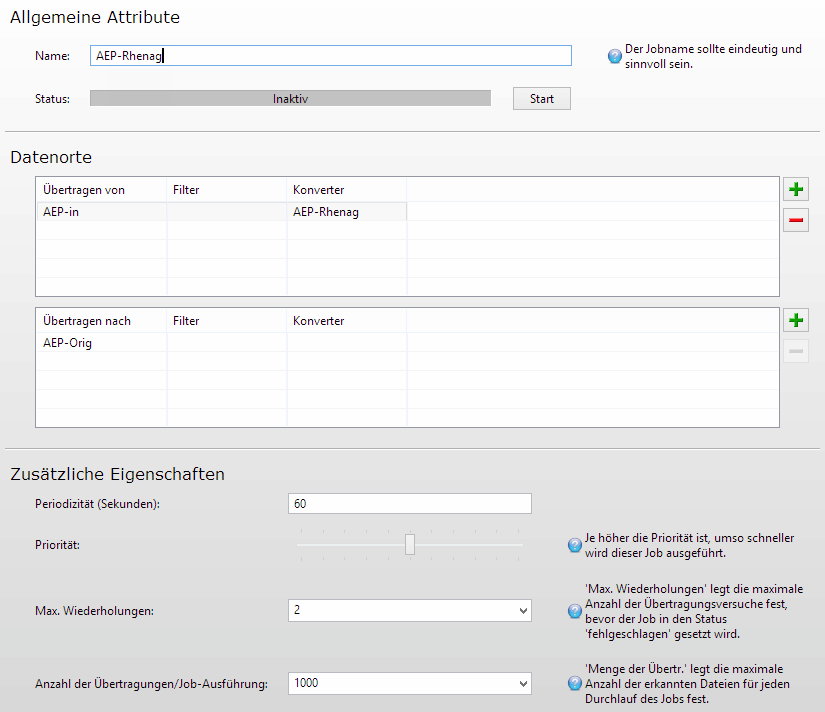 Allgemeine Attribute
Name: AEP-Rhenag
Der Jobname sollte eindeutig und
sinnvoll sein.
Status: Inaktiv Start
Datenorte
Übertragen von Filter Konverter
AEP-in AEP-Rhenag
Übertragen nach Filter Konverter
AEP-Orig
Zusätzliche Eigenschaften
Periodizität (Sekunden): 60
Priorität:
Je höher die Priorität ist, umso schneller
wird dieser Job ausgeführt.
Max. Wiederholungen: 2
'Max. Wiederholungen' legt die maximale
Anzahl der Übertragungsversuche fest,
bevor der Job in den Status
'fehlgeschlagen' gesetzt wird.
Anzahl der Übertragungen/Job-Ausführung: 1000
'Menge der Übertr.' legt die maximale
Anzahl der erkannten Dateien für jeden
Durchlauf des Jobs fest.